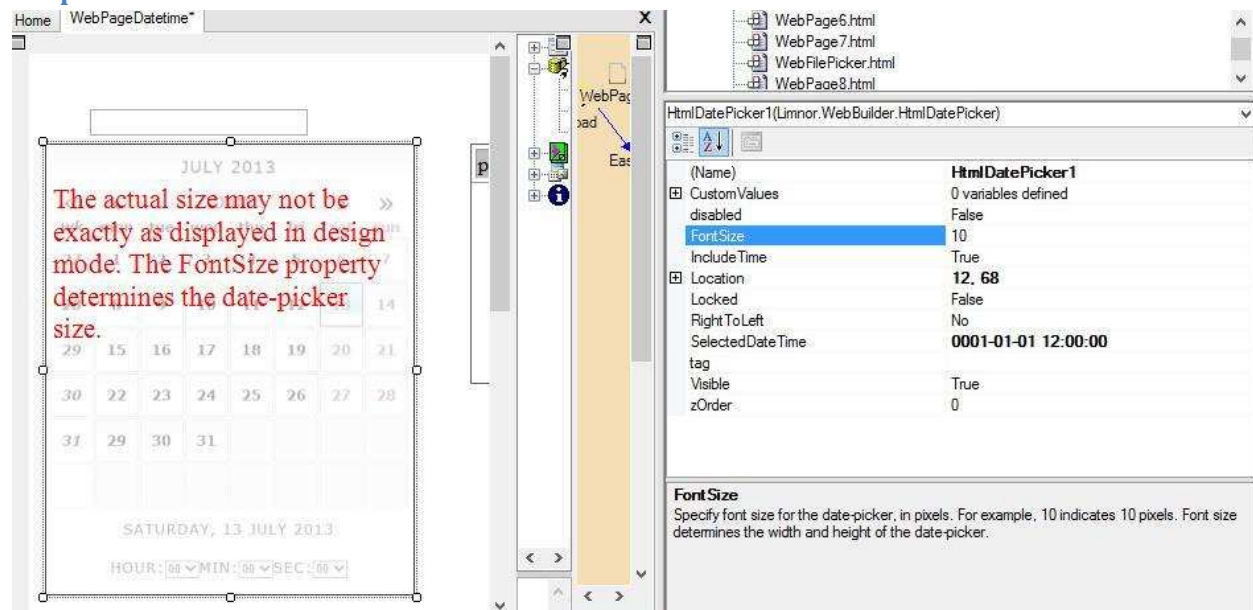 Home WebPageDatetime* X
JULY 2013
»
The actual size may not be
exactly as displayed in design
mode. The FontSize property
determines the date-picker
size.
14
29 15 16 17 18 19 20 21
30 22 23 24 25 26 27 28
31 29 30 31
SATURDAY, 13 JULY 2013
HOUR: 00 MIN: 00 SEC: 00
p
WebPag
oad
Eas
WebPage6.html
WebPage7.html
WebFilePicker.html
WebPage8.html
HtmlDatePicker1(Limnor.WebBuilder.HtmlDatePicker)
(Name) HtmlDatePicker1
CustomValues 0 variables defined
disabled False
FontSize 10
IncludeTime True
Location 12, 68
Locked False
RightToLeft No
SelectedDateTime 0001-01-01 12:00:00
tag
Visible True
zOrder 0
FontSize
Specify font size for the date-picker, in pixels. For example, 10 indicates 10 pixels. Font size
determines the width and height of the date-picker.